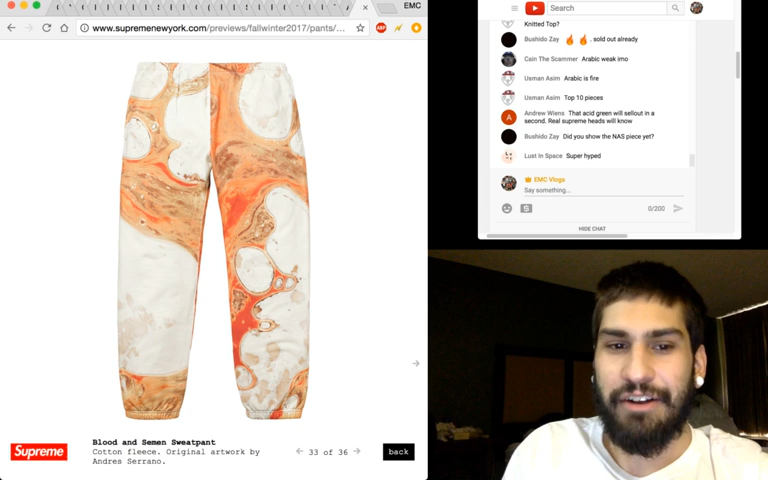 EMC
www.supremenewyork.com/previews/fallwinter2017/pants/...
ABP
Blood and Semen Sweatpant
Cotton fleece. Original artwork by
Andres Serrano.
Supreme
33 of 36
back
Search
Knitted Top?
Bushido Zay 🔥 🔥 . sold out already
Cain The Scammer Arabic weak imo
Usman Asim Arabic is fire
Usman Asim Top 10 pieces
A
Andrew Wiens That acid green will sellout in a
second. Real supreme heads will know
Bushido Zay Did you show the NAS piece yet?
Lust In Space Super hyped
EMC Vlogs
Say something...
0/200
HIDE CHAT